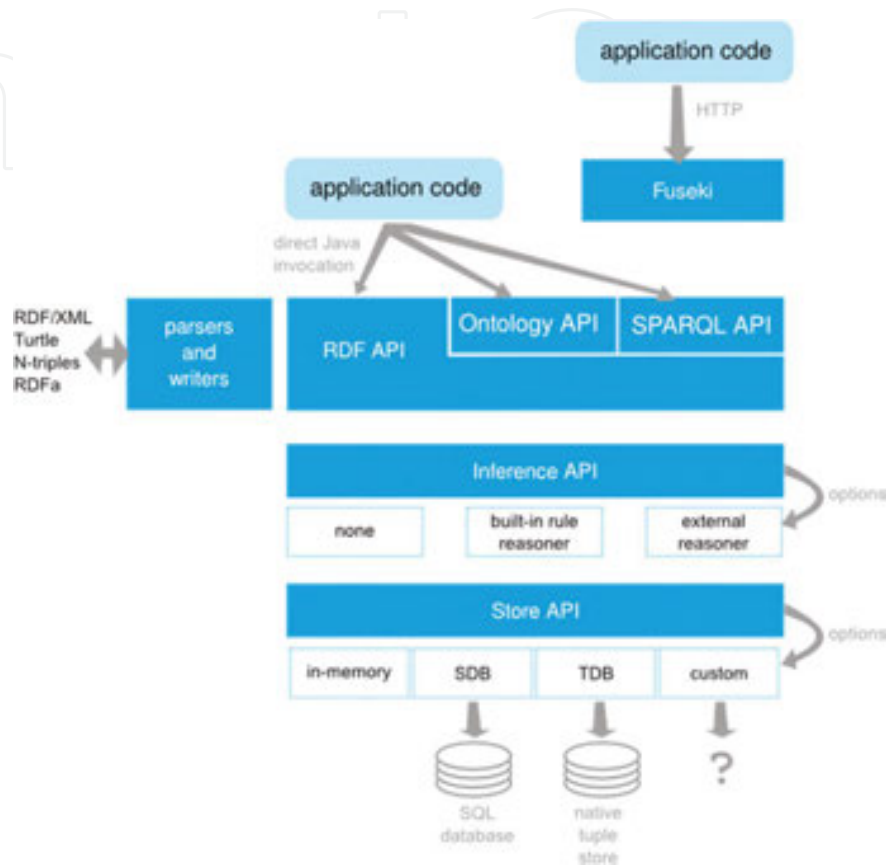 application code
HTTP
Fuseki
application code
direct Java
invocation
RDF/XML
Turtle
N-triples
RDFa
parsers
and
writers
RDF API
Ontology API
SPARQL API
Inference API
options
none
built-in rule
reasoner
external
reasoner
Store API
options
in-memory
SDB
TDB
custom
?
SQL
database
native
tuple
store